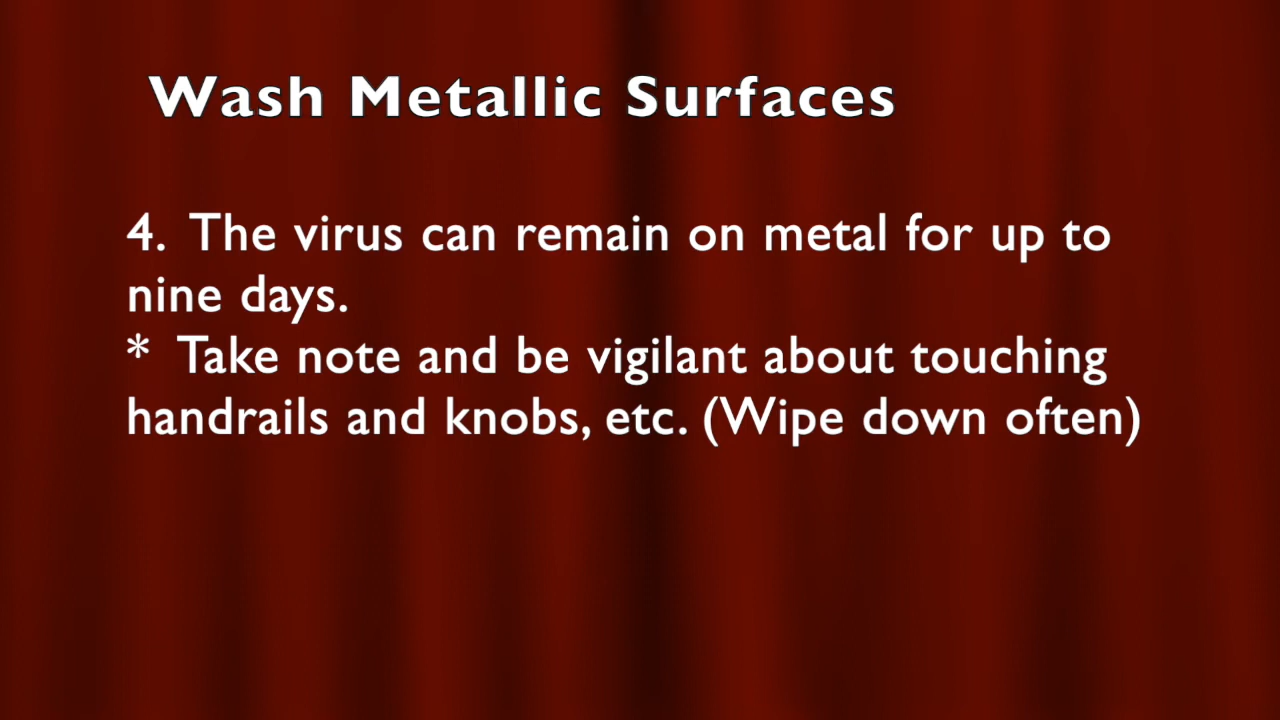 Wash Metallic Surfaces
4. The virus can remain on metal for up to
nine days.
* Take note and be vigilant about touching
handrails and knobs, etc. (Wipe down often)